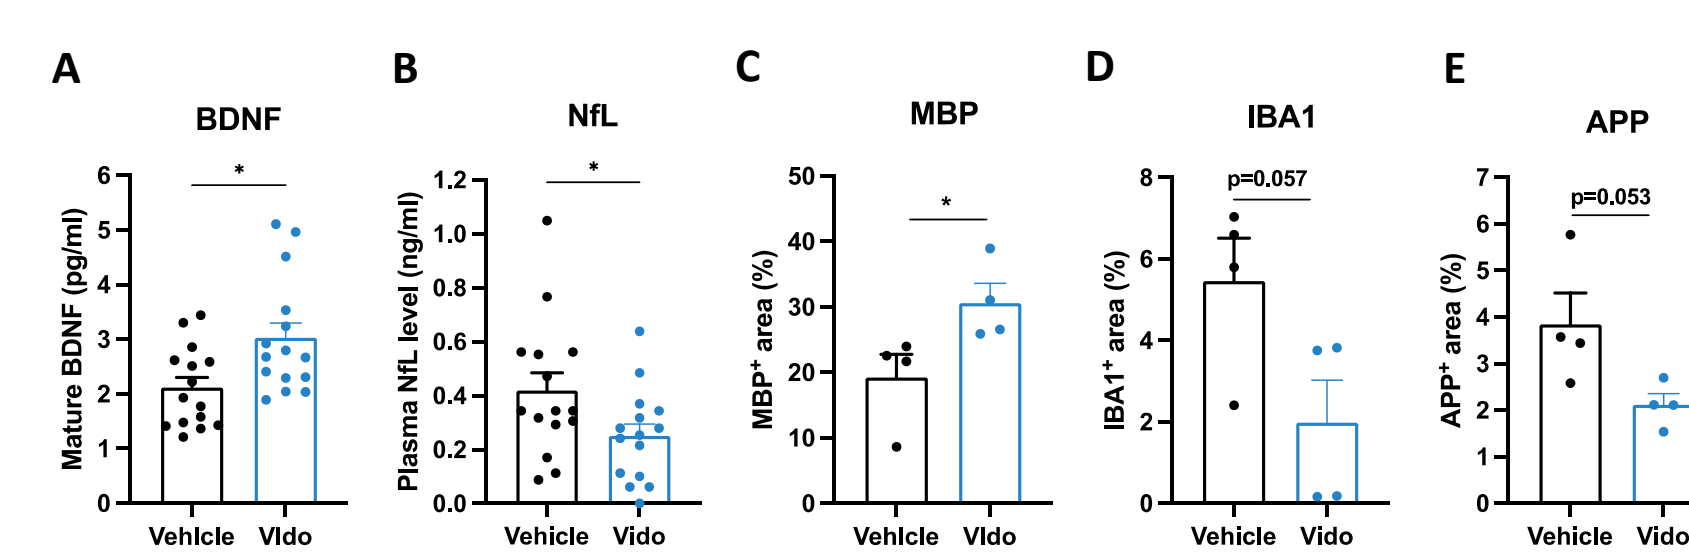 A
BDNF
Mature BDNF (pg/ml)
6
5
4
3
2
1
0
*
Vehicle
VIdo
B
NfL
Plasma NfL level (ng/ml)
1.2
1.0
0.8
0.6
0.4
0.2
0.0
*
Vehicle
Vido
C
MBP
MBP+ area (%)
50
40
30
20
10
0
*
Vehicle
VIdo
D
IBA1
IBA1+ area (%)
8
6
4
2
0
p=0.057
Vehicle
Vido
E
APP
APP+ area (%)
7
6
5
4
3
2
1
0
p=0.053
Vehicle
Vido